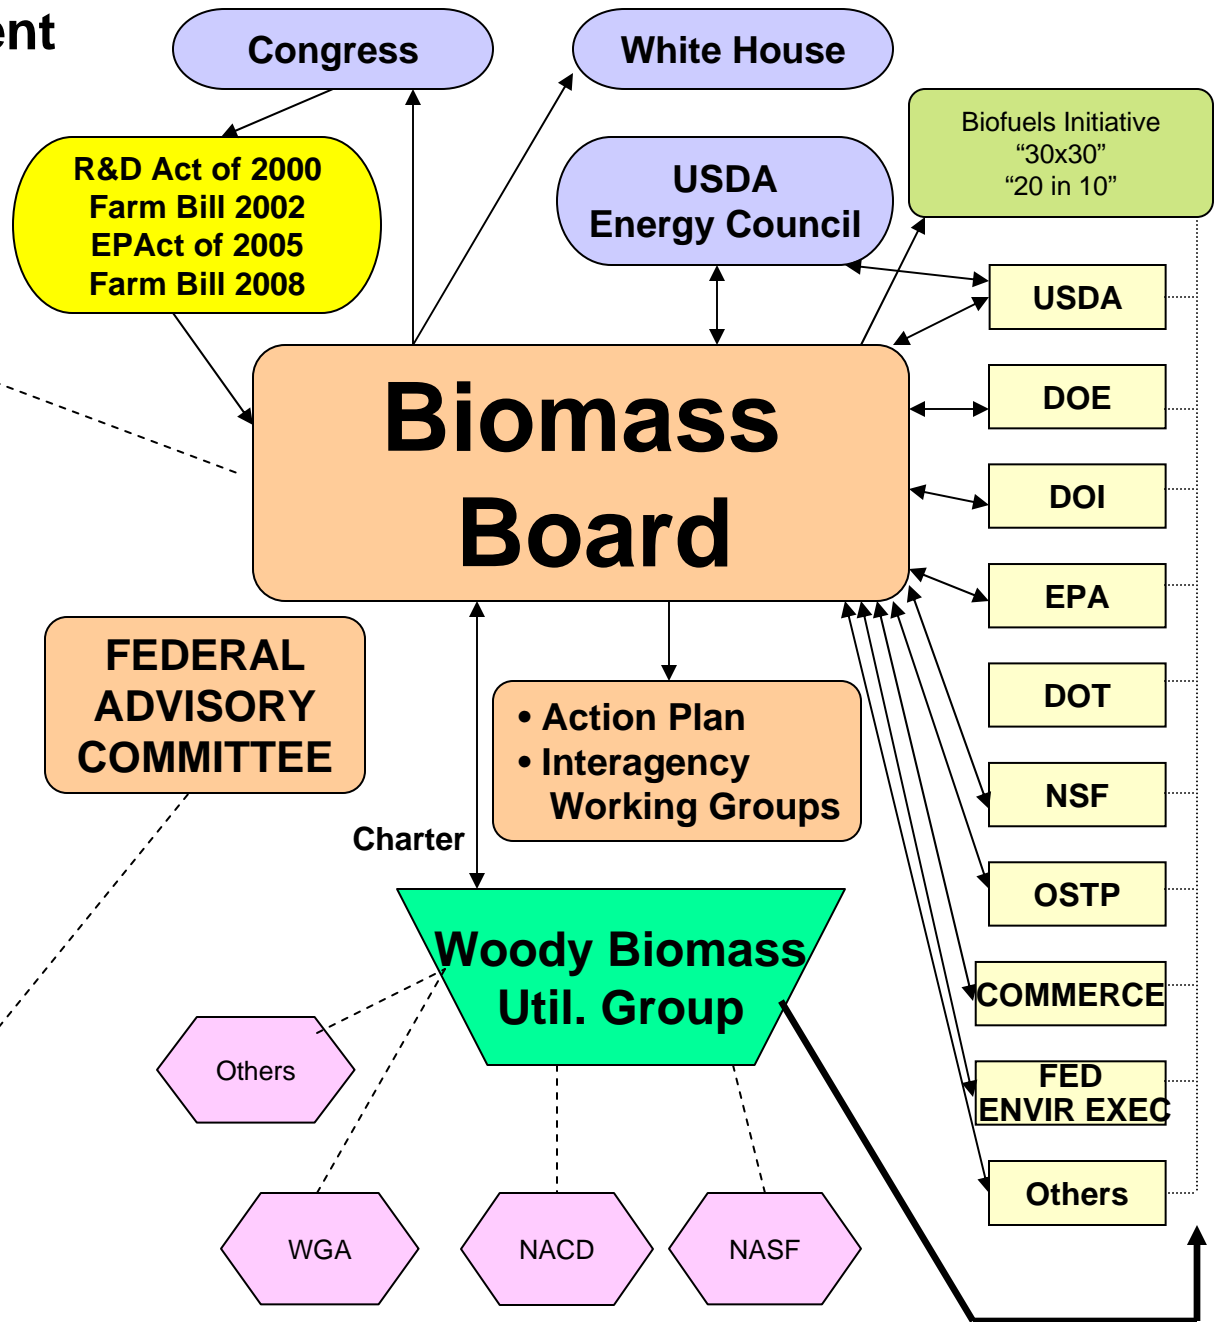 ent
Congress
White House
Biofuels Initiative
“30x30”
“20 in 10”
R&D Act of 2000
Farm Bill 2002
EPAct of 2005
Farm Bill 2008
USDA
Energy Council
USDA
DOE
DOI
EPA
DOT
NSF
OSTP
COMMERCE
FED
ENVIR EXEC
Others
Biomass
Board
FEDERAL
ADVISORY
COMMITTEE
• Action Plan
• Interagency
Working Groups
Charter
Woody Biomass
Util. Group
Others
WGA
NACD
NASF